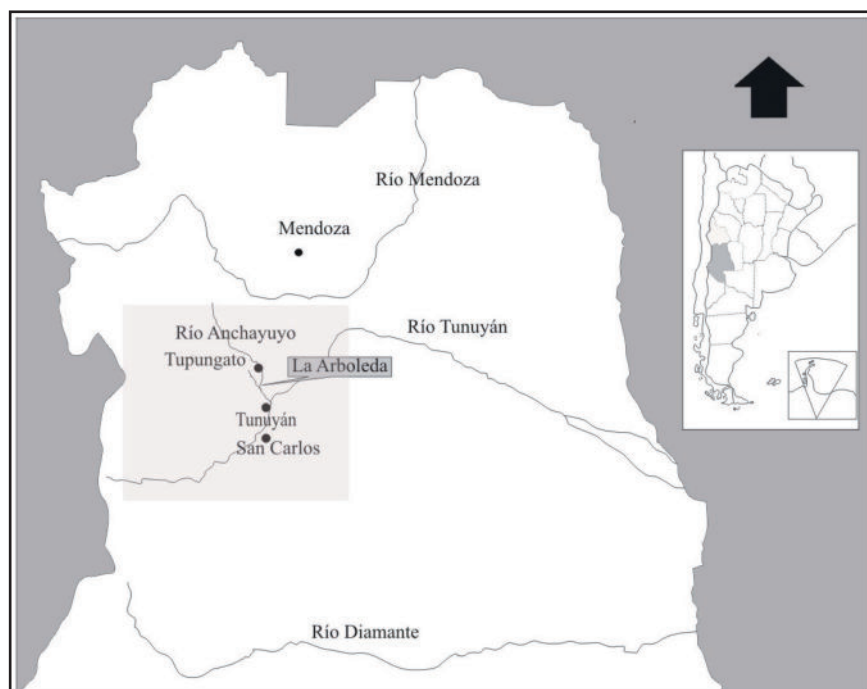 Río Mendoza
Mendoza
Río Tunuyán
Río Anchayuyo
Tupungato
La Arboleda
Tunuyán
San Carlos
Río Diamante